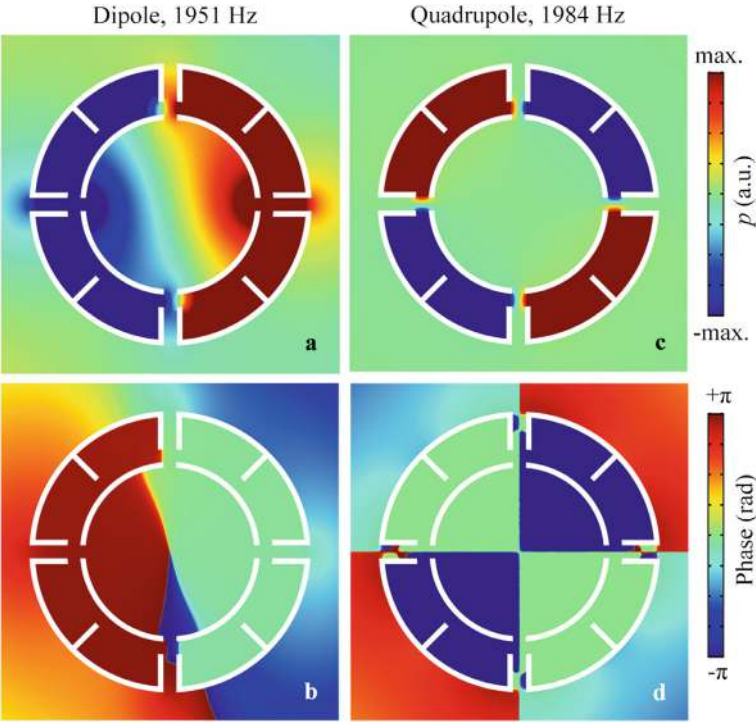 Dipole, 1951 Hz
Quadrupole, 1984 Hz
max.
p (a.u.)
-max.
a
c
+π
Phase (rad)
-π
b
d